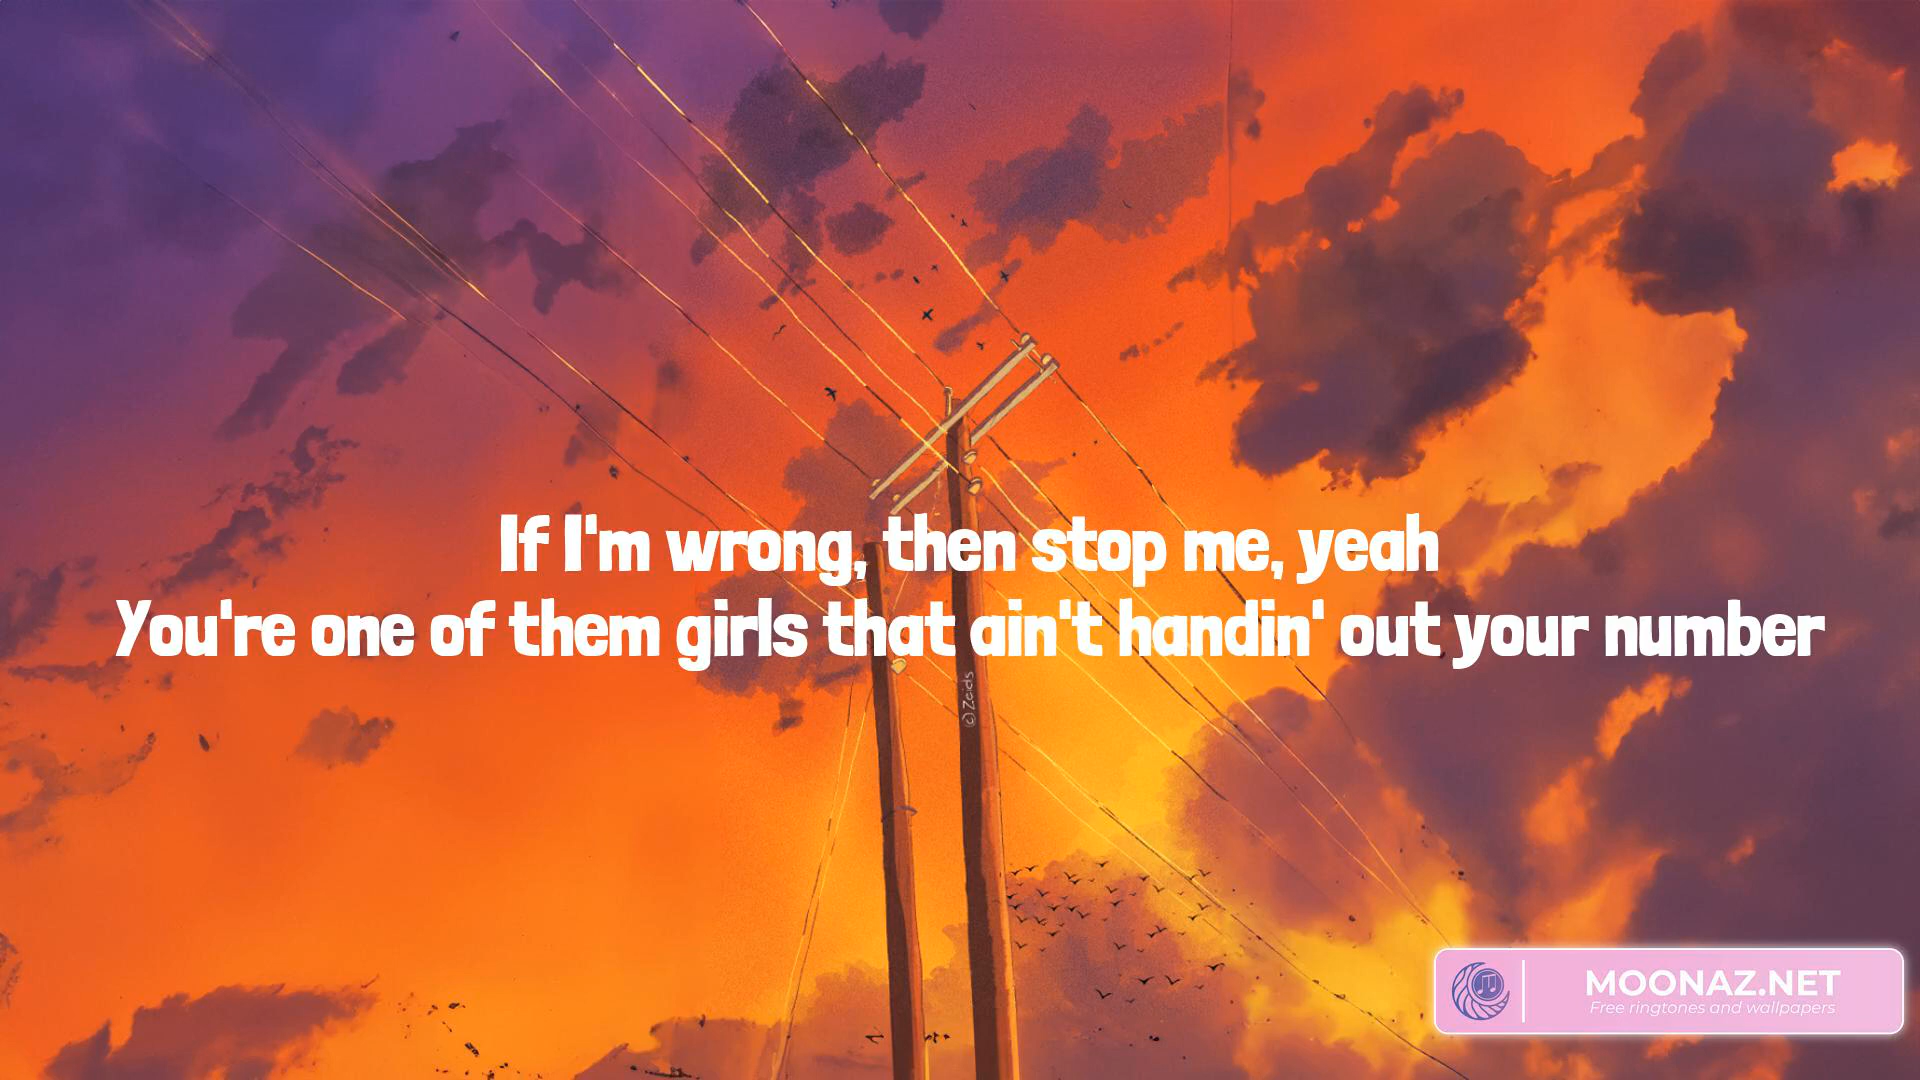 If I'm wrong, then stop me, yeah
You're one of them girls that ain't handin' out your number
(c) Zeids
MOONAZ.NET
Free ringtones and wallpapers